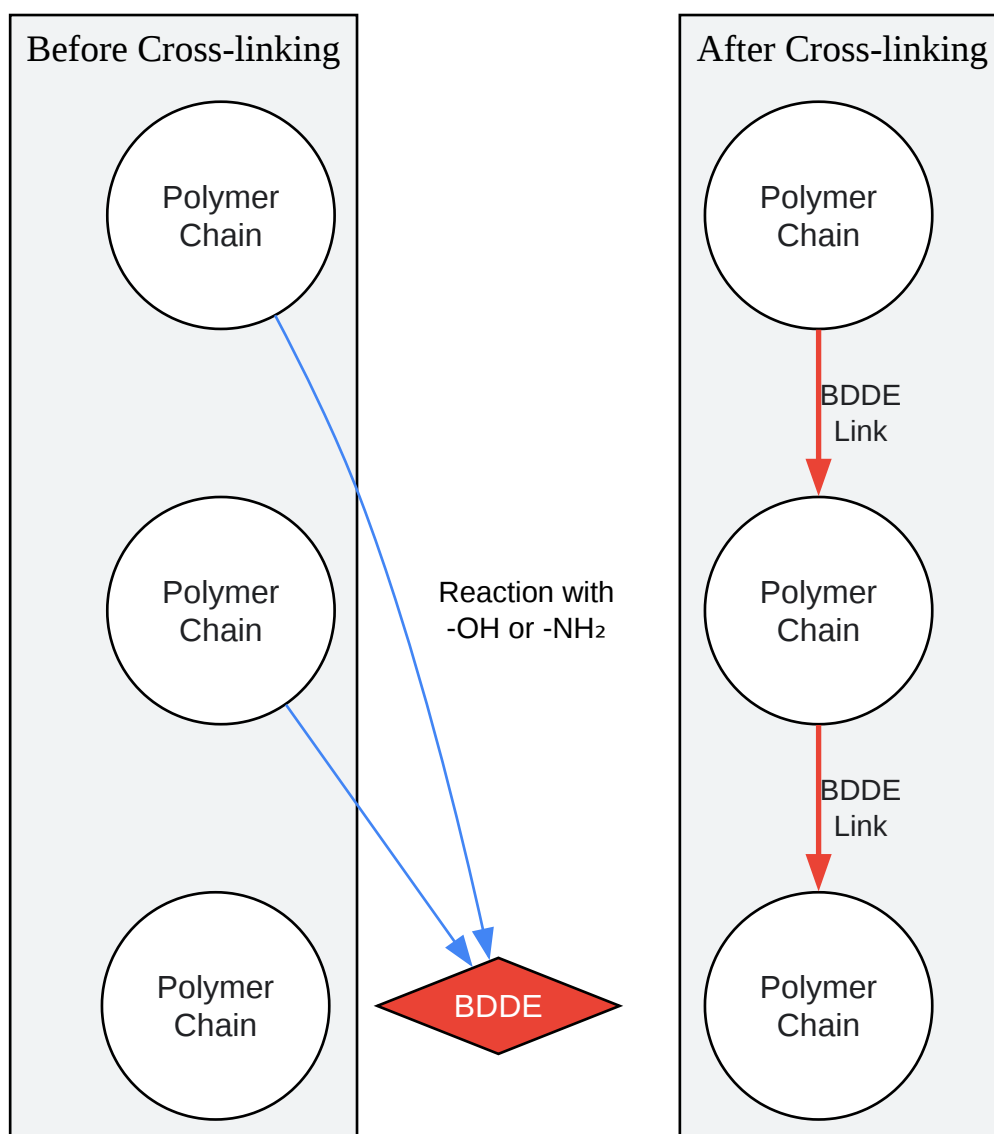 Before Cross-linking
Polymer
Chain
Polymer
Chain
Polymer
Chain
Reaction with
-OH or -NH₂
BDDE
After Cross-linking
Polymer
Chain
BDDE
Link
Polymer
Chain
BDDE
Link
Polymer
Chain